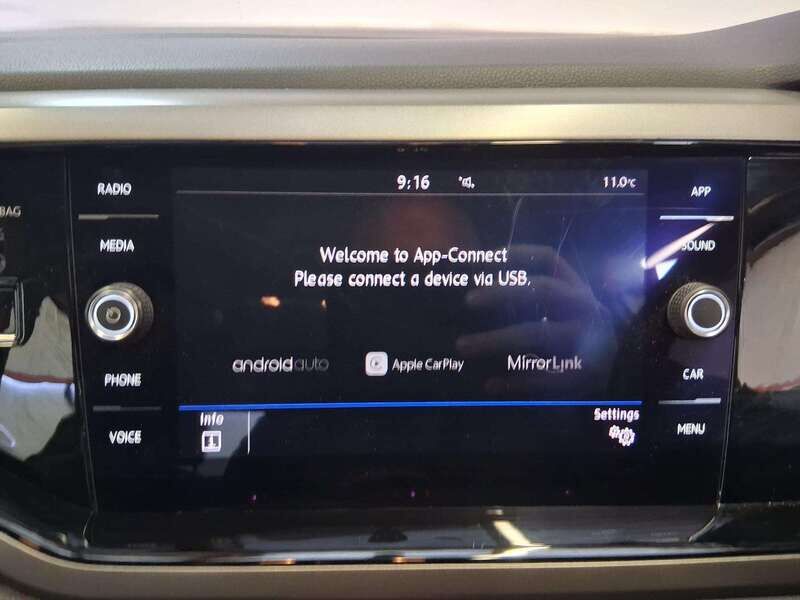 9:16 11.0°C
RADIO
APP
BAG
MEDIA
SOUND
Welcome to App-Connect
Please connect a device via USB.
androidauto Apple CarPlay MirrorLink
PHONE
CAR
Info Settings
VOICE
MENU